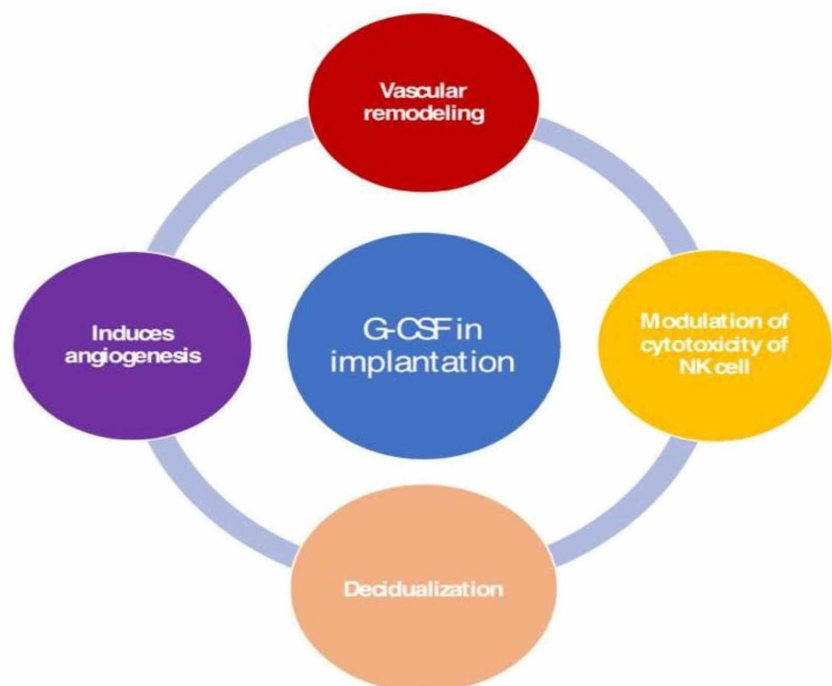 Vascular
remodeling
Induces
angiogenesis
G-CSF in
implantation
Modulation of
cytotoxicity of
NK cell
Decidualization